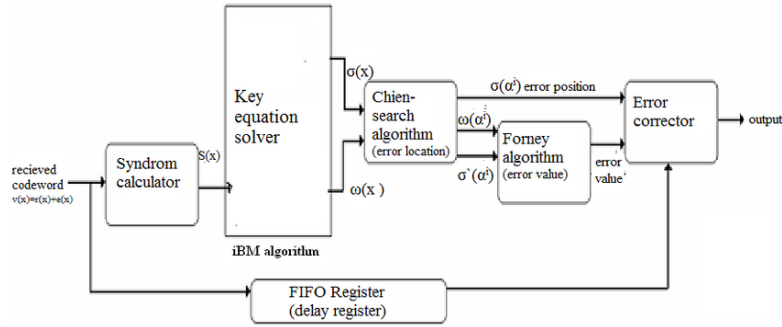 recieved
codeword
v(x)=r(x)+e(x)
Syndrom
calculator
S(x)
Key
equation
solver
iBM algorithm
σ(x)
ω(x )
Chien-
search
algorithm
(error location)
σ(αⁱ) error position
ω(αⁱ)
σ`(αⁱ)
Forney
algorithm
(error value)
error
value'
Error
corrector
output
FIFO Register
(delay register)